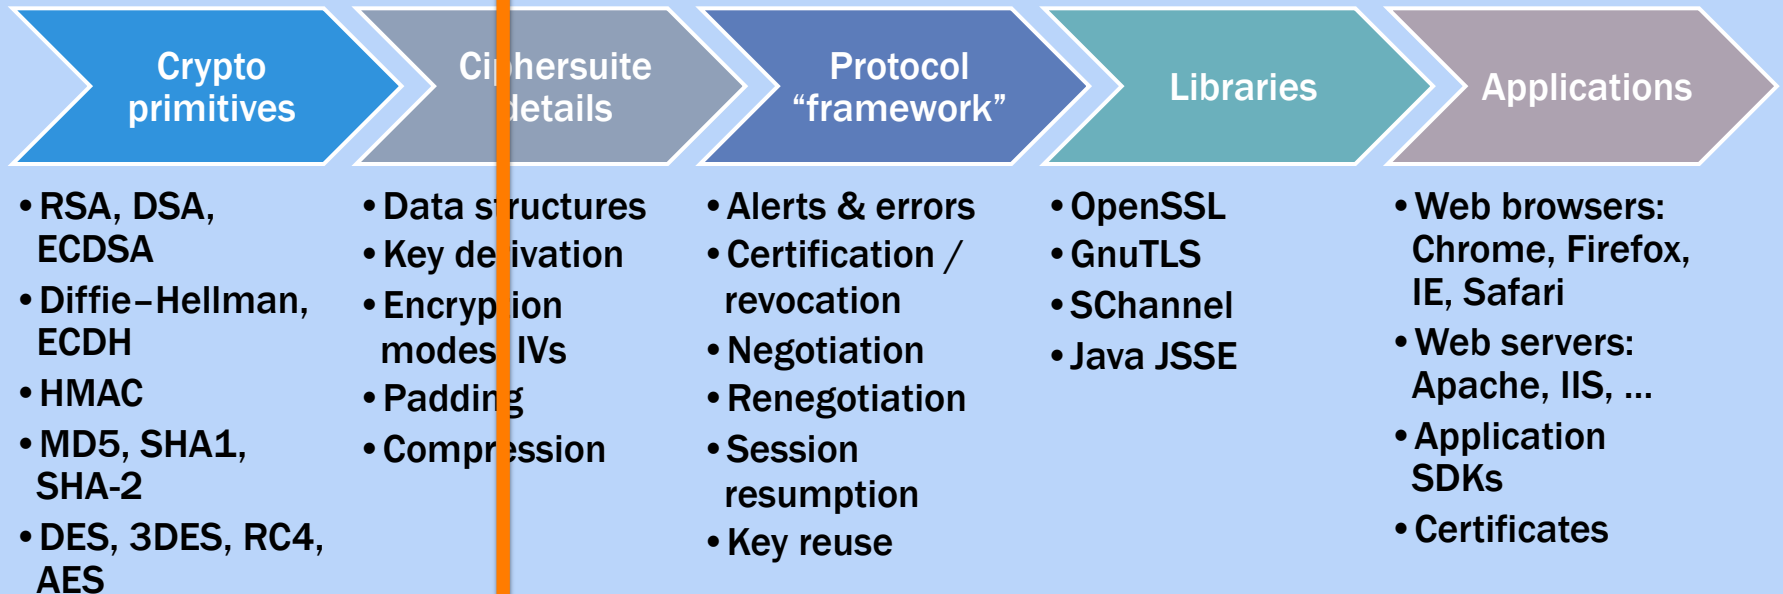 Crypto
primitives
Ciphersuite
details
Protocol
“framework”
Libraries
Applications
• RSA, DSA,
ECDSA
• Diffie–Hellman,
ECDH
• HMAC
• MD5, SHA1,
SHA-2
• DES, 3DES, RC4,
AES
• Data structures
• Key derivation
• Encryption
modes, IVs
• Padding
• Compression
• Alerts & errors
• Certification /
revocation
• Negotiation
• Renegotiation
• Session
resumption
• Key reuse
• OpenSSL
• GnuTLS
• SChannel
• Java JSSE
• Web browsers:
Chrome, Firefox,
IE, Safari
• Web servers:
Apache, IIS, ...
• Application
SDKs
• Certificates